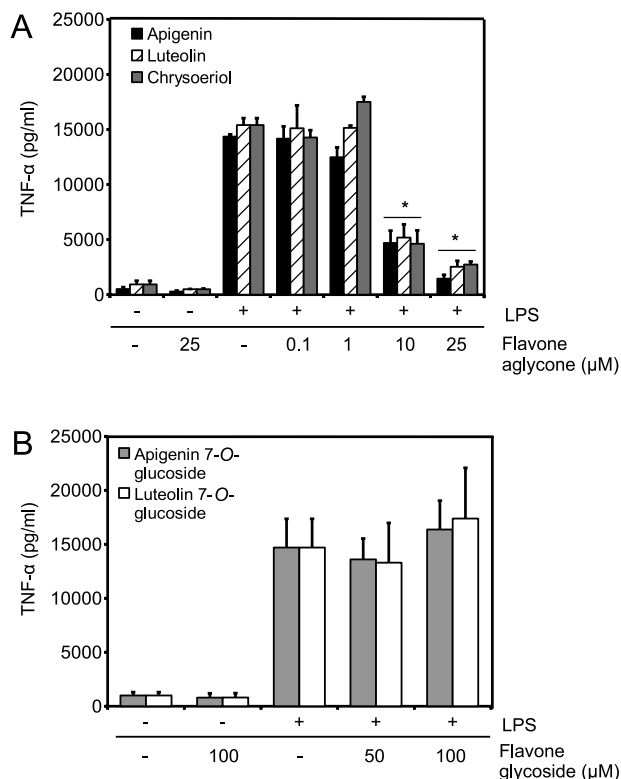 A
Apigenin
Luteolin
Chrysoeriol
TNF-α (pg/ml)
25000
20000
15000
10000
5000
0
* *
- - + + + + + LPS
- 25 - 0.1 1 10 25 Flavone
aglycone (µM)
B
Apigenin 7-O-
glucoside
Luteolin 7-O-
glucoside
TNF-α (pg/ml)
25000
20000
15000
10000
5000
0
- - + + + LPS
- 100 - 50 100 Flavone
glycoside (µM)